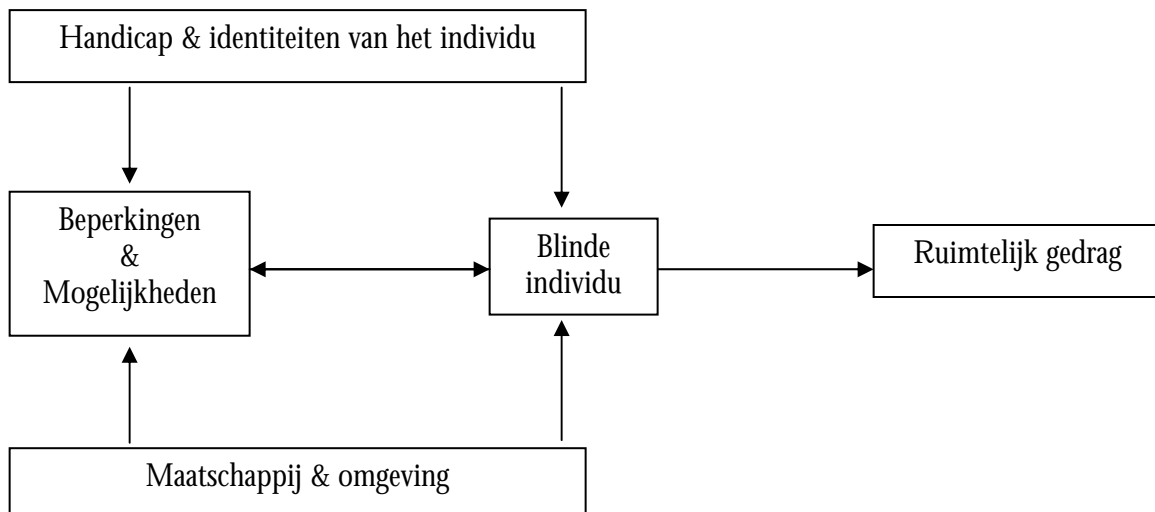 Handicap & identiteiten van het individu
Beperkingen
&
Mogelijkheden
Blinde
individu
Ruimtelijk gedrag
Maatschappij & omgeving